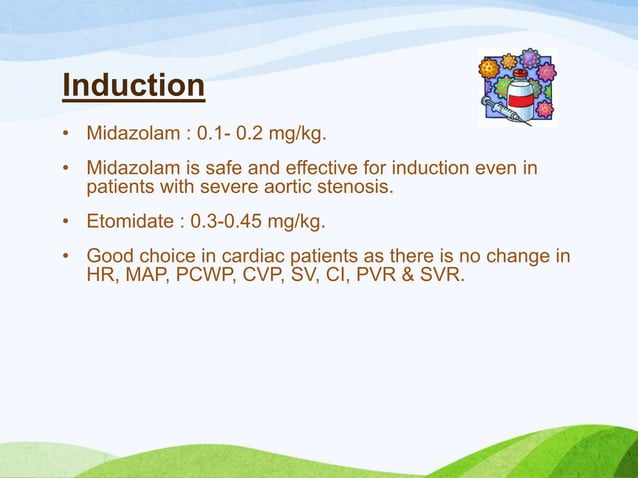 Induction
• Midazolam : 0.1- 0.2 mg/kg.
• Midazolam is safe and effective for induction even in
patients with severe aortic stenosis.
• Etomidate : 0.3-0.45 mg/kg.
• Good choice in cardiac patients as there is no change in
HR, MAP, PCWP, CVP, SV, CI, PVR & SVR.